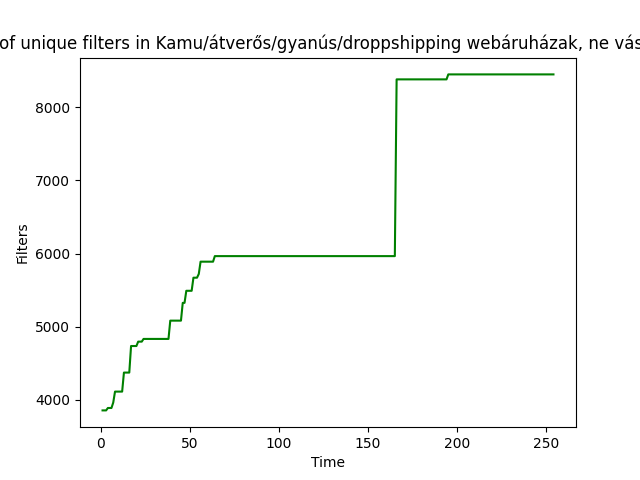 of unique filters in Kamu/átverős/gyanús/droppshipping webáruházak, ne vás
8000
7000
6000
5000
4000
Filters
0 50 100 150 200 250
Time